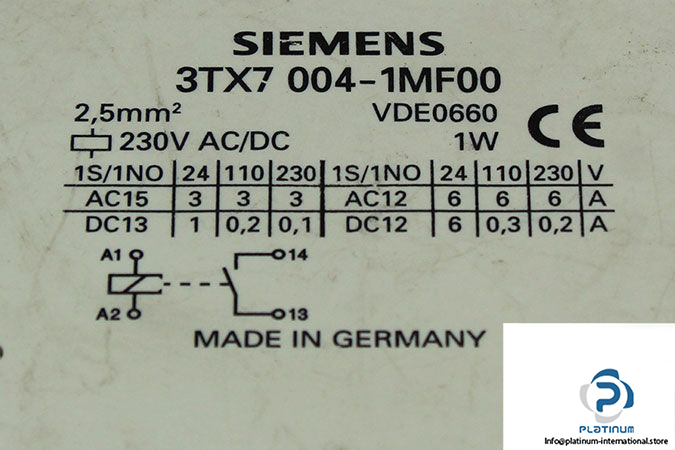 SIEMENS
3TX7 004-1MF00
2,5mm² VDE0660
230V AC/DC 1W CE
1S/1NO 24 110 230 1S/1NO 24 110 230 V
AC15 3 3 3 AC12 6 6 6 A
DC13 1 0,2 0,1 DC12 6 0,3 0,2 A
A1 14
A2 13
MADE IN GERMANY
PLATINUM
Info@platinum-international.store